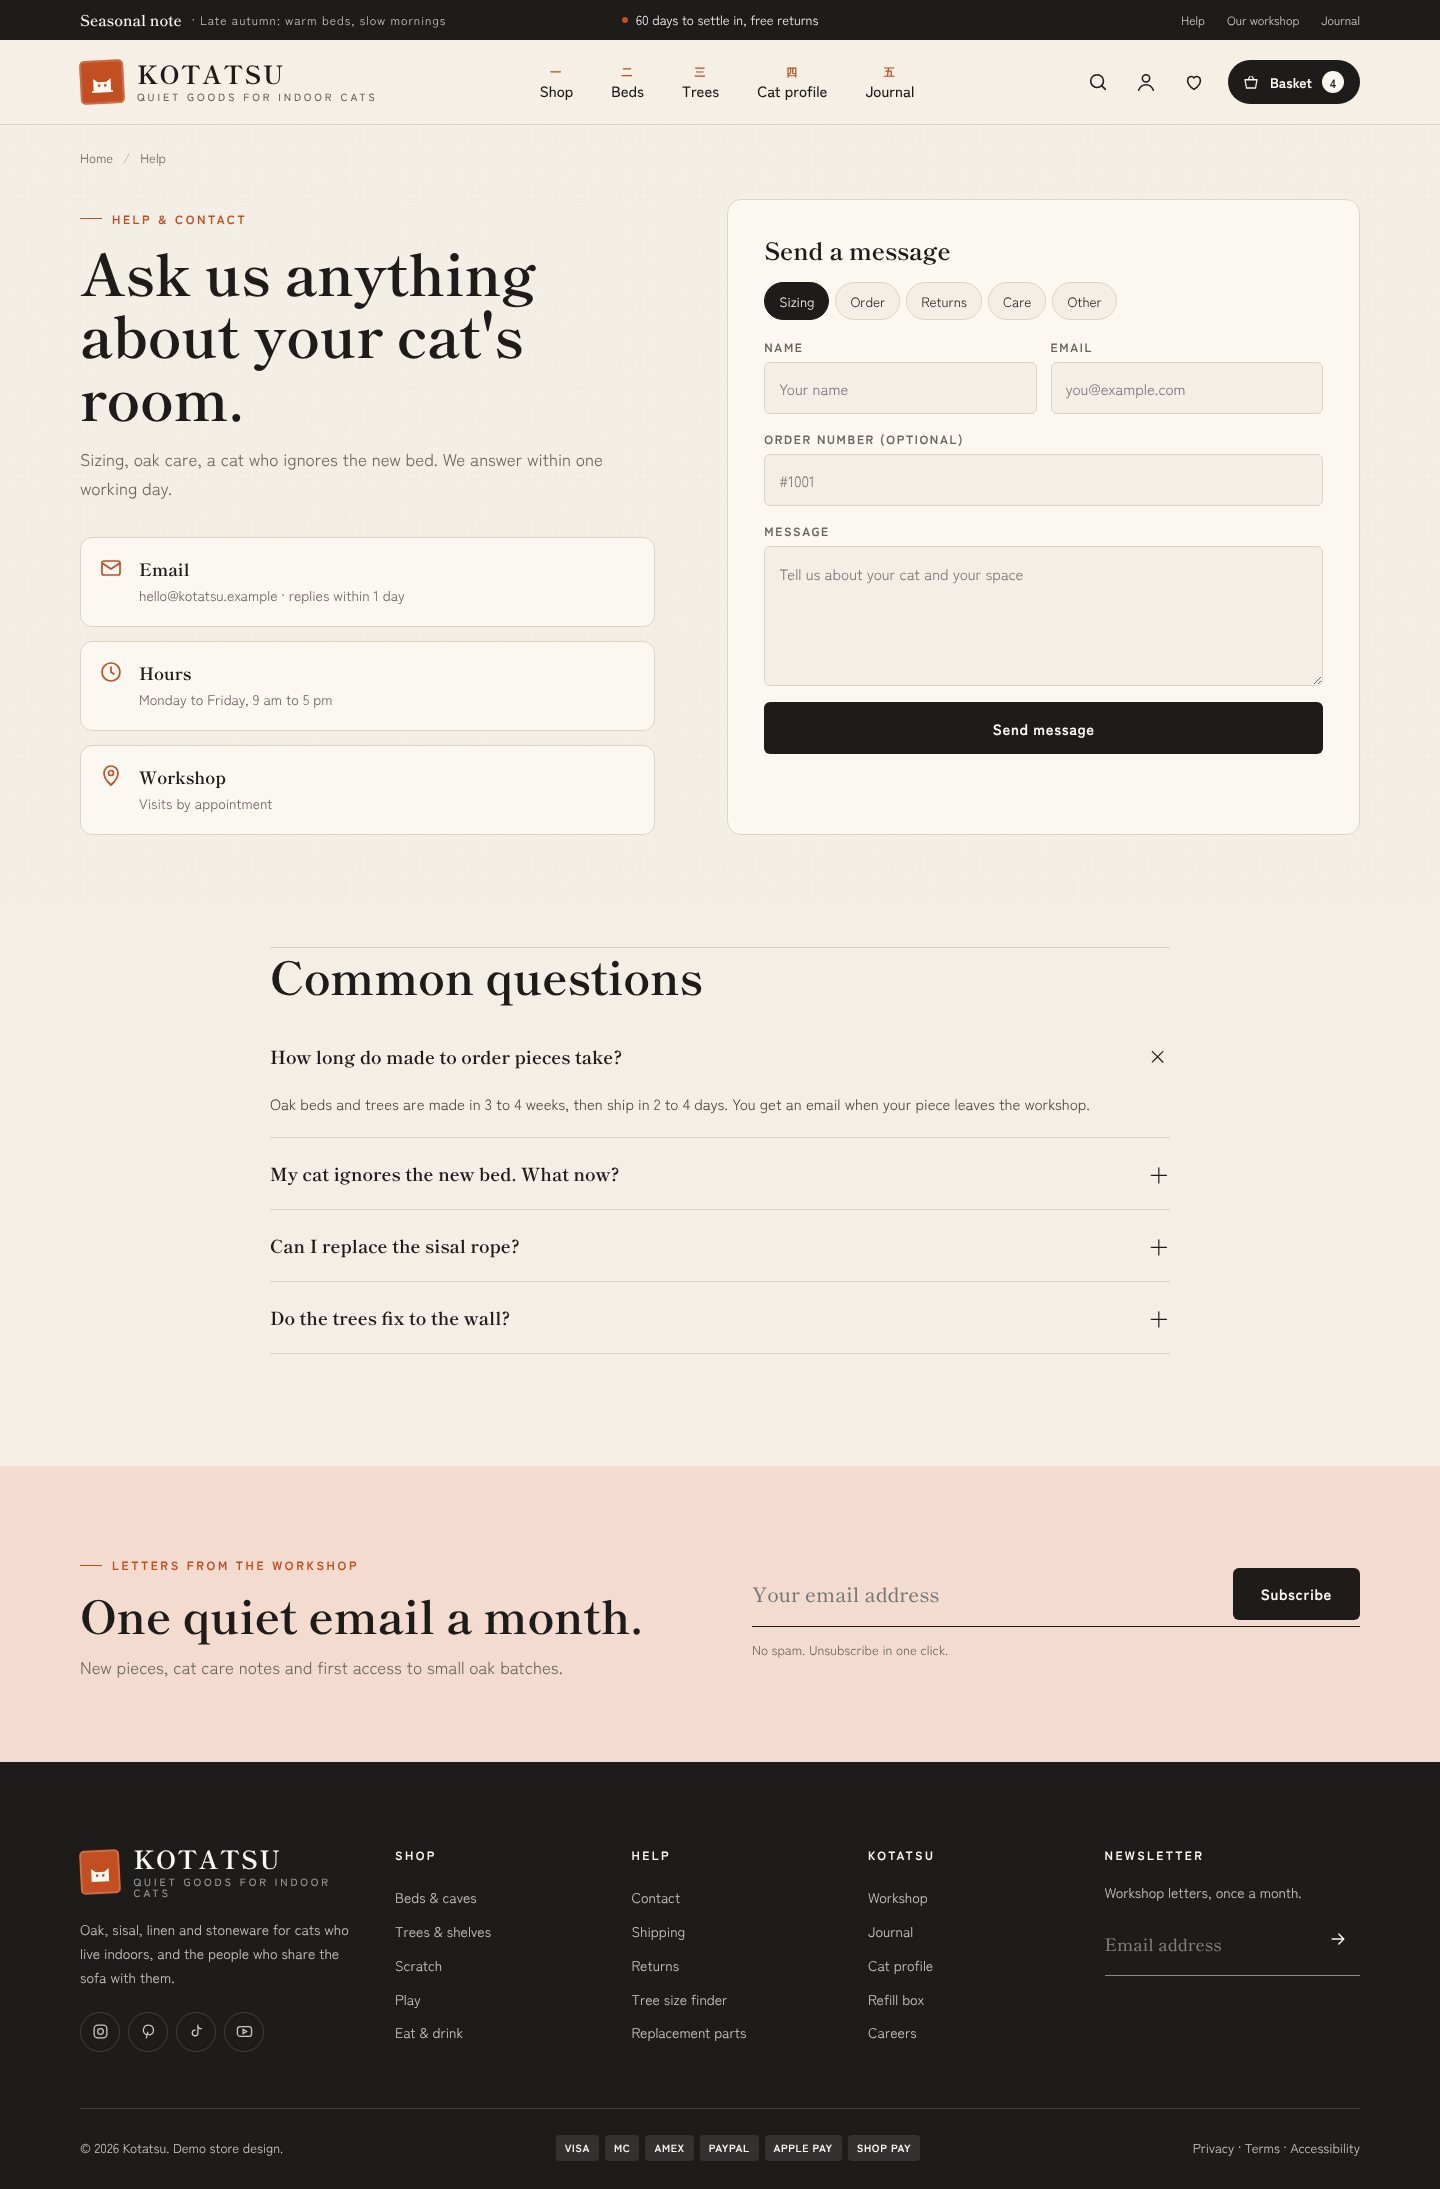 Seasonal note · Late autumn: warm beds, slow mornings
60 days to settle in, free returns
Help Our workshop Journal
KOTATSU
QUIET GOODS FOR INDOOR CATS
一 二 三 四 五
Shop Beds Trees Cat profile Journal
Basket 4
Home / Help
HELP & CONTACT
Ask us anything
about your cat's
room.
Sizing, oak care, a cat who ignores the new bed. We answer within one
working day.
Email
hello@kotatsu.example · replies within 1 day
Hours
Monday to Friday, 9 am to 5 pm
Workshop
Visits by appointment
Send a message
Sizing Order Returns Care Other
NAME EMAIL
Your name you@example.com
ORDER NUMBER (OPTIONAL)
#1001
MESSAGE
Tell us about your cat and your space
Send message
Common questions
How long do made to order pieces take?
Oak beds and trees are made in 3 to 4 weeks, then ship in 2 to 4 days. You get an email when your piece leaves the workshop.
My cat ignores the new bed. What now?
Can I replace the sisal rope?
Do the trees fix to the wall?
LETTERS FROM THE WORKSHOP
One quiet email a month.
New pieces, cat care notes and first access to small oak batches.
Your email address
Subscribe
No spam. Unsubscribe in one click.
KOTATSU
QUIET GOODS FOR INDOOR
CATS
Oak, sisal, linen and stoneware for cats who
live indoors, and the people who share the
sofa with them.
SHOP
Beds & caves
Trees & shelves
Scratch
Play
Eat & drink
HELP
Contact
Shipping
Returns
Tree size finder
Replacement parts
KOTATSU
Workshop
Journal
Cat profile
Refill box
Careers
NEWSLETTER
Workshop letters, once a month.
Email address
© 2026 Kotatsu. Demo store design.
VISA MC AMEX PAYPAL APPLE PAY SHOP PAY
Privacy · Terms · Accessibility